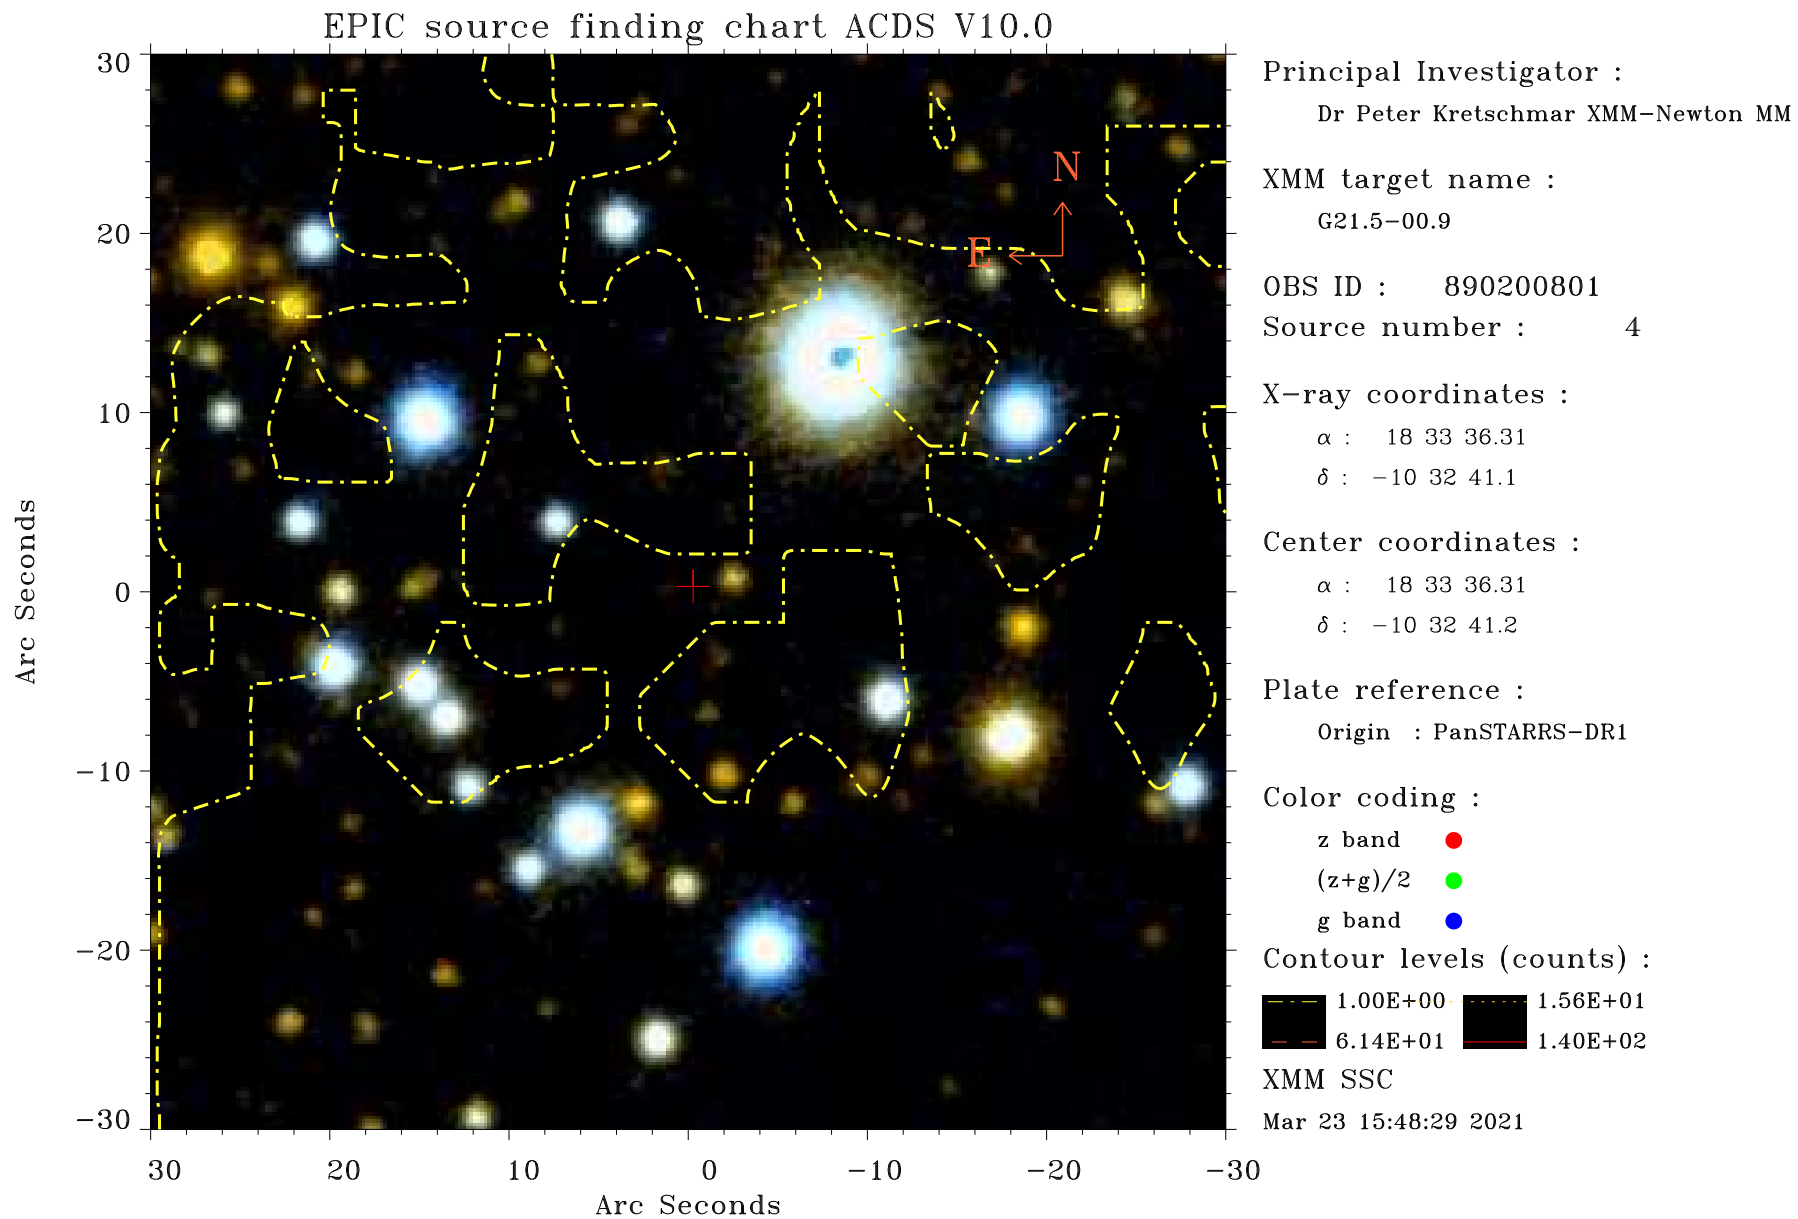 EPIC source finding chart ACDS V10.0
30
20
10
0
−10
−20
−30
Arc Seconds
30
20
10
0
−10
−20
−30
Arc Seconds
N
E
Principal Investigator :
Dr Peter Kretschmar XMM−Newton MM
XMM target name :
G21.5−00.9
OBS ID : 890200801
Source number : 4
X−ray coordinates :
α : 18 33 36.31
δ : −10 32 41.1
Center coordinates :
α : 18 33 36.31
δ : −10 32 41.2
Plate reference :
Origin : PanSTARRS−DR1
Color coding :
z band
(z+g)/2
g band
Contour levels (counts) :
1.00E+00 1.56E+01
6.14E+01 1.40E+02
XMM SSC
Mar 23 15:48:29 2021